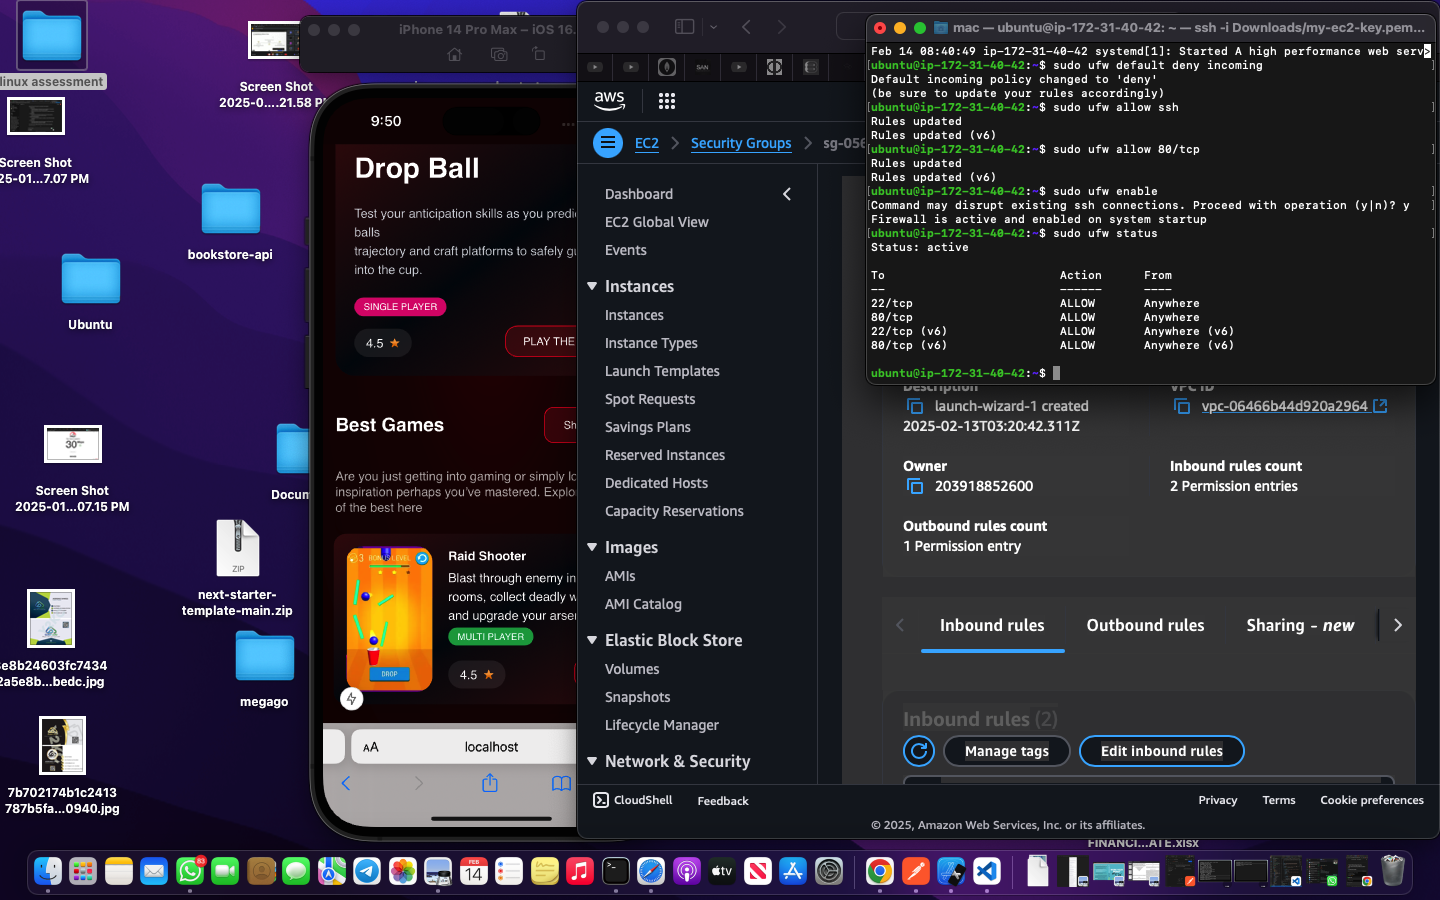 linux assessment
Screen Shot
25-01...7.07 PM
Screen Shot
2025-0....21.58 PM
bookstore-api
Ubuntu
Screen Shot
2025-01...07.15 PM
Docum
ZIP
next-starter-
template-main.zip
megago
e8b24603fc7434
2a5e8b...bedc.jpg
7b702174b1c2413
787b5fa...0940.jpg
iPhone 14 Pro Max – iOS 16.
9:50
Drop Ball
Test your anticipation skills as you predi
balls
trajectory and craft platforms to safely gu
into the cup.
SINGLE PLAYER
4.5
PLAY THE
Best Games
Sh
Are you just getting into gaming or simply lo
inspiration perhaps you've mastered. Explo
of the best here
BONUS LEVEL
DROP
Raid Shooter
Blast through enemy in
rooms, collect deadly w
and upgrade your arsen
MULTI PLAYER
4.5
AA
localhost
SAN
aws
EC2
Security Groups
sg-056
Dashboard
EC2 Global View
Events
Instances
Instances
Instance Types
Launch Templates
Spot Requests
Savings Plans
Reserved Instances
Dedicated Hosts
Capacity Reservations
Images
AMIs
AMI Catalog
Elastic Block Store
Volumes
Snapshots
Lifecycle Manager
Network & Security
CloudShell
Feedback
Privacy
Terms
Cookie preferences
© 2025, Amazon Web Services, Inc. or its affiliates.
mac — ubuntu@ip-172-31-40-42: ~ — ssh -i Downloads/my-ec2-key.pem...
Feb 14 08:40:49 ip-172-31-40-42 systemd[1]: Started A high performance web serv>
ubuntu@ip-172-31-40-42:~$ sudo ufw default deny incoming
Default incoming policy changed to 'deny'
(be sure to update your rules accordingly)
ubuntu@ip-172-31-40-42:~$ sudo ufw allow ssh
Rules updated
Rules updated (v6)
ubuntu@ip-172-31-40-42:~$ sudo ufw allow 80/tcp
Rules updated
Rules updated (v6)
ubuntu@ip-172-31-40-42:~$ sudo ufw enable
Command may disrupt existing ssh connections. Proceed with operation (y|n)? y
Firewall is active and enabled on system startup
ubuntu@ip-172-31-40-42:~$ sudo ufw status
Status: active
To Action From
-- ------ ----
22/tcp ALLOW Anywhere
80/tcp ALLOW Anywhere
22/tcp (v6) ALLOW Anywhere (v6)
80/tcp (v6) ALLOW Anywhere (v6)
ubuntu@ip-172-31-40-42:~$
Description
VPC ID
launch-wizard-1 created
2025-02-13T03:20:42.311Z
vpc-06466b44d920a2964
Owner
203918852600
Inbound rules count
2 Permission entries
Outbound rules count
1 Permission entry
Inbound rules
Outbound rules
Sharing - new
Inbound rules (2)
Manage tags
Edit inbound rules
FINANCI...ATE.xlsx
83
FEB
14
tv